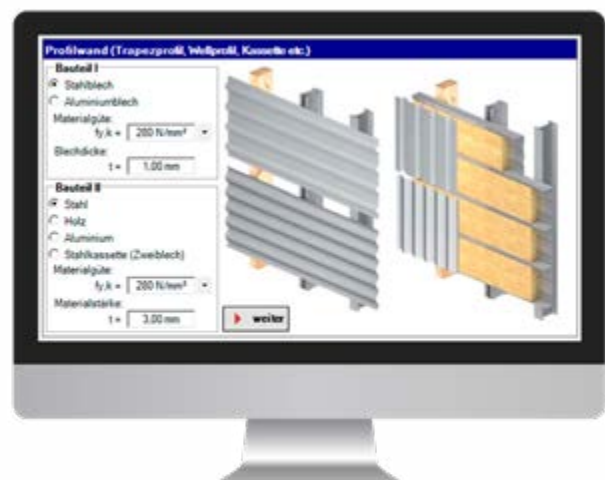 Profilwand (Trapezprofil, Wellprofil, Kassette etc.)
Bauteil I
Stahlblech
Aluminiumblech
Materialgüte:
fy,k = 280 N/mm²
Blechdicke:
t = 1,00 mm
Bauteil II
Stahl
Holz
Aluminium
Stahlkassette (Zweiblech)
Materialgüte:
fy,k = 280 N/mm²
Materialstärke:
t = 3,00 mm
weiter